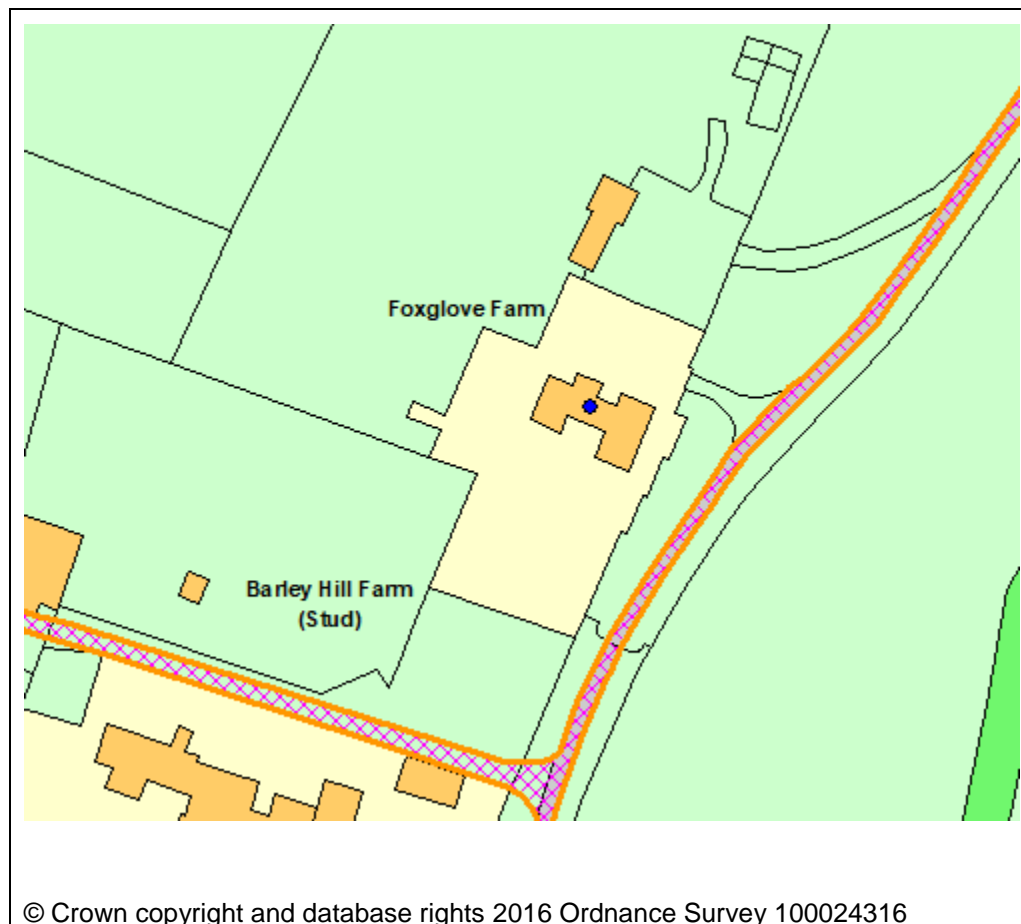 Foxglove Farm
Barley Hill Farm
(Stud)
© Crown copyright and database rights 2016 Ordnance Survey 100024316